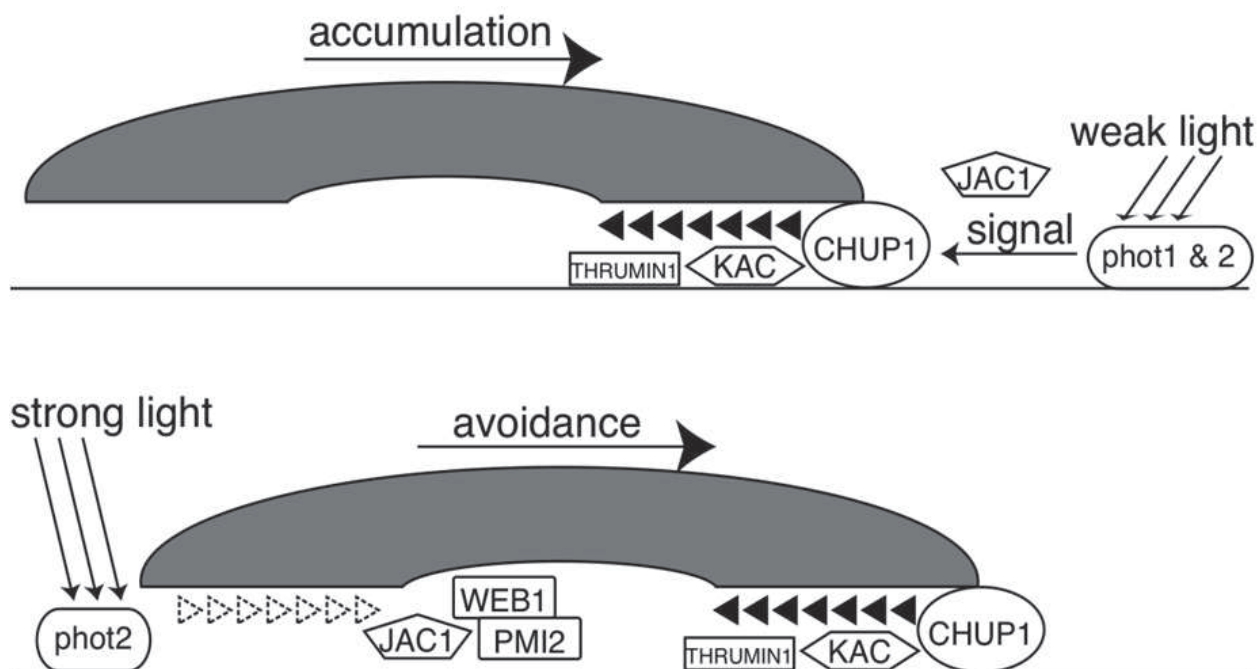 accumulation
weak light
JAC1
signal
CHUP1
phot1 & 2
THRUMIN1
KAC
strong light
avoidance
WEB1
phot2
JAC1
PMI2
THRUMIN1
KAC
CHUP1